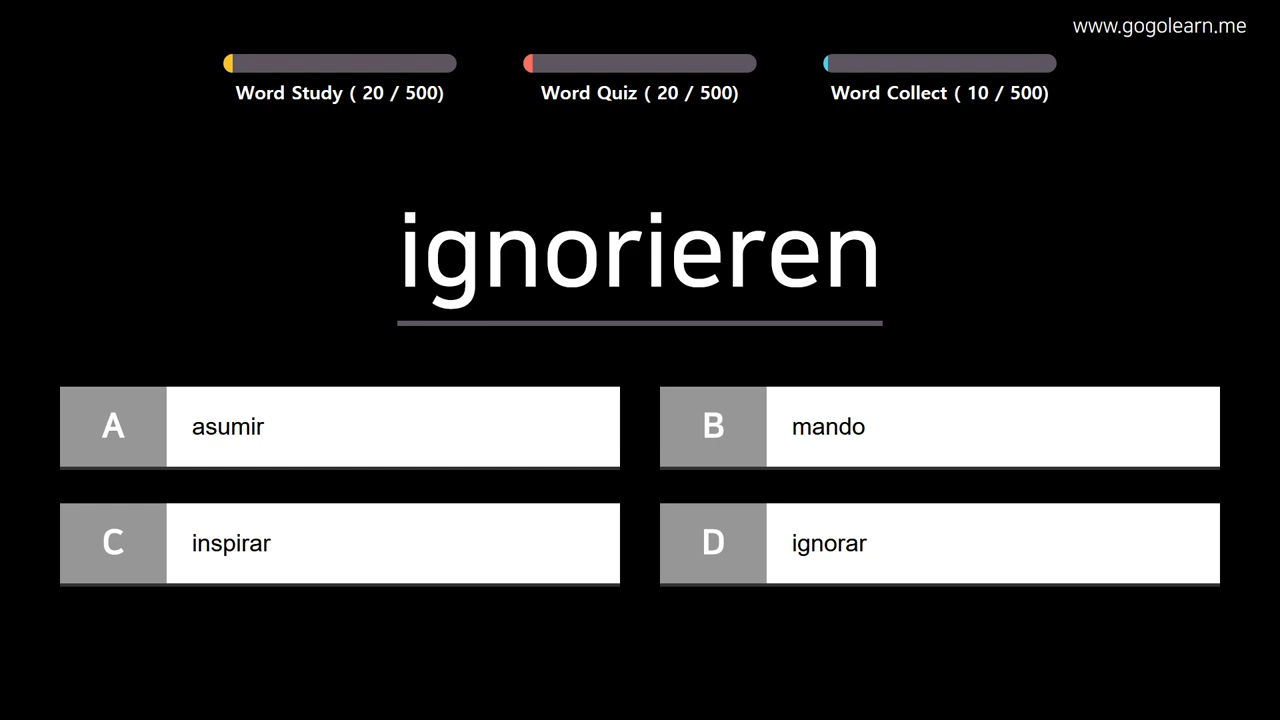 www.gogolearn.me
Word Study ( 20 / 500)
Word Quiz ( 20 / 500)
Word Collect ( 10 / 500)
ignorieren
A
asumir
B
mando
C
inspirar
D
ignorar